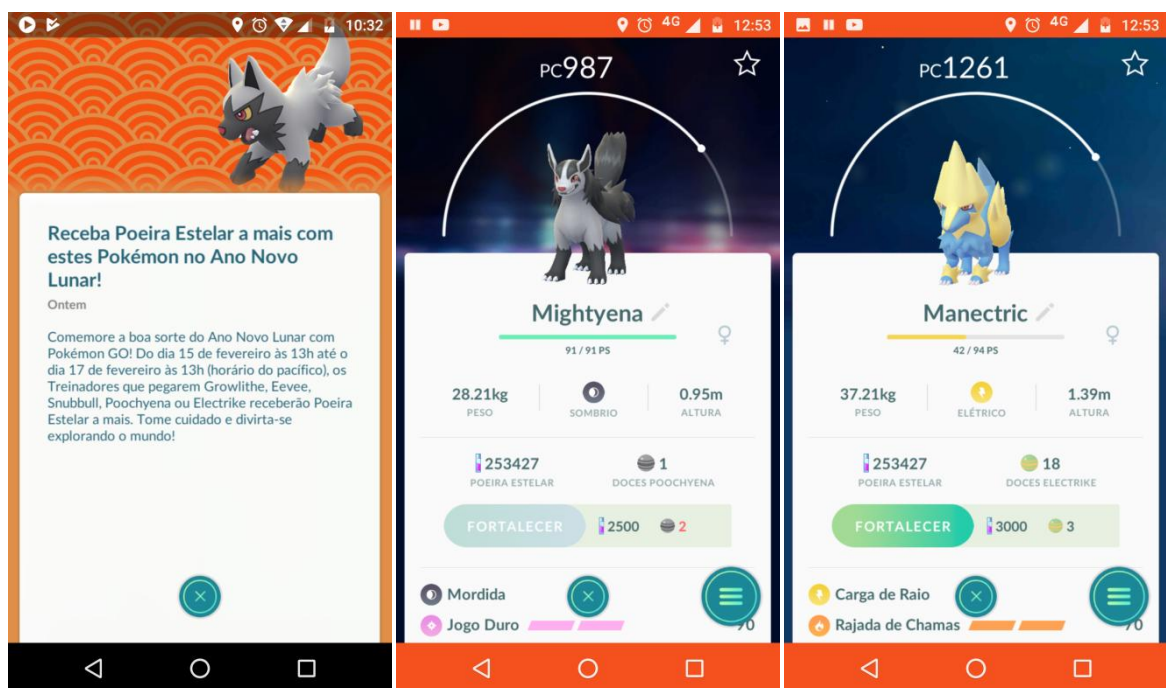 10:32
Receba Poeira Estelar a mais com
estes Pokémon no Ano Novo
Lunar!
Ontem
Comemore a boa sorte do Ano Novo Lunar com
Pokémon GO! Do dia 15 de fevereiro às 13h até o
dia 17 de fevereiro às 13h (horário do pacífico), os
Treinadores que pegarem Growlithe, Eevee,
Snubbull, Poochyena ou Electrike receberão Poeira
Estelar a mais. Tome cuidado e divirta-se
explorando o mundo!
4G 12:53
PC987
Mightyena
91 / 91 PS
28.21kg 0.95m
PESO SOMBRIO ALTURA
253427 1
POEIRA ESTELAR DOCES POOCHYENA
FORTALECER 2500 2
Mordida
Jogo Duro 90
4G 12:53
PC1261
Manectric
42 / 94 PS
37.21kg 1.39m
PESO ELÉTRICO ALTURA
253427 18
POEIRA ESTELAR DOCES ELECTRIKE
FORTALECER 3000 3
Carga de Raio
Rajada de Chamas 70